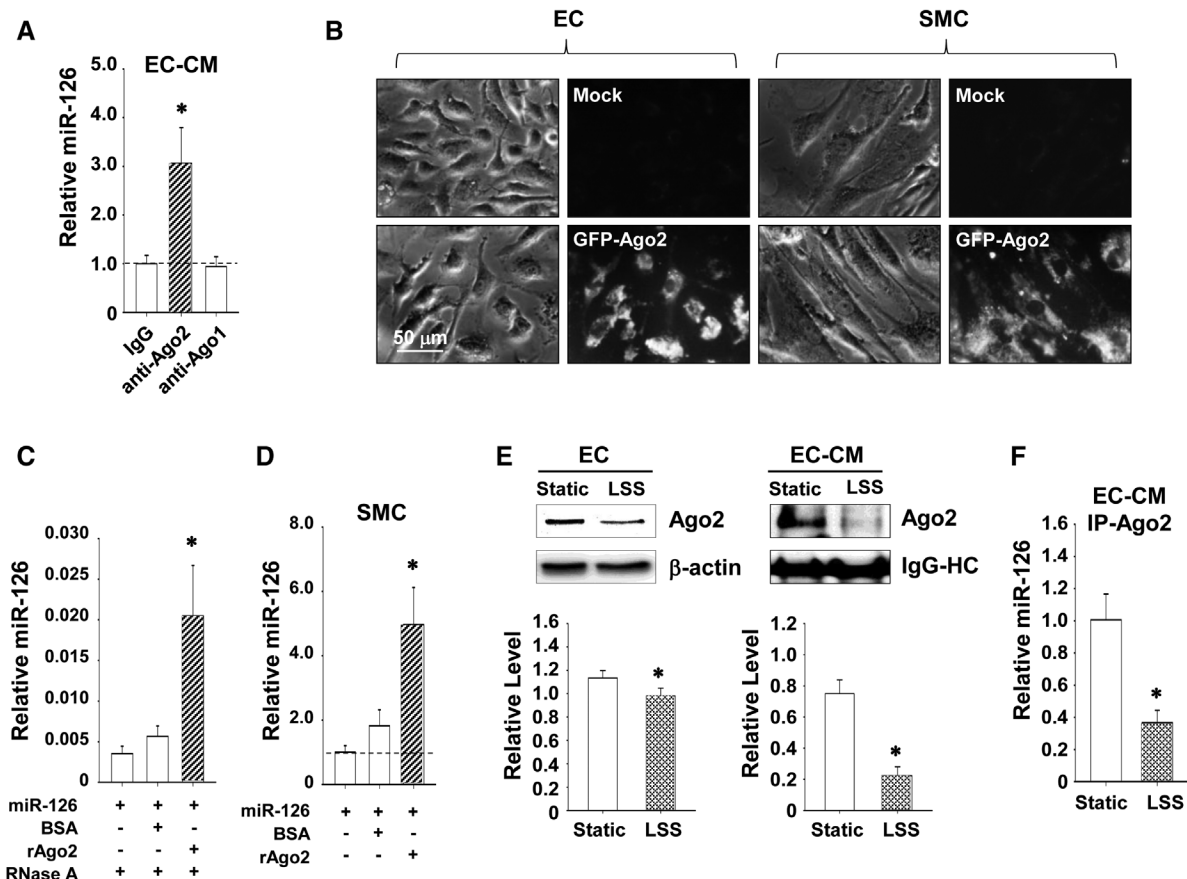 A
EC-CM
Relative miR-126
5.0
4.0
3.0
2.0
1.0
0
*
IgG
anti-Ago2
anti-Ago1
B
EC
SMC
Mock
Mock
GFP-Ago2
GFP-Ago2
50 μm
C
Relative miR-126
0.030
0.025
0.020
0.015
0.010
0.005
0
*
miR-126 + + +
BSA - + -
rAgo2 - - +
RNase A + + +
D
SMC
Relative miR-126
8.0
6.0
4.0
2.0
0.0
*
miR-126 + + +
BSA - + -
rAgo2 - - +
E
EC
Static LSS
Ago2
β-actin
Relative Level
1.6
1.4
1.2
1.0
0.8
0.6
0.4
0.2
0
*
Static LSS
EC-CM
Static LSS
Ago2
IgG-HC
Relative Level
1.2
1.0
0.8
0.6
0.4
0.2
0
*
Static LSS
F
EC-CM
IP-Ago2
Relative miR-126
1.6
1.4
1.2
1.0
0.8
0.6
0.4
0.2
0
*
Static LSS